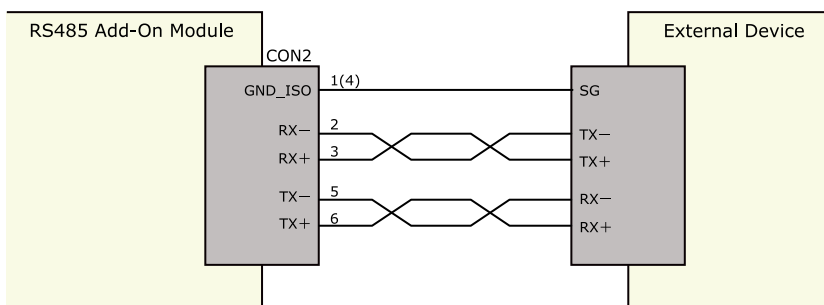 RS485 Add-On Module
External Device
CON2
GND_ISO 1(4) SG
RX− 2 TX−
RX+ 3 TX+
TX− 5 RX−
TX+ 6 RX+